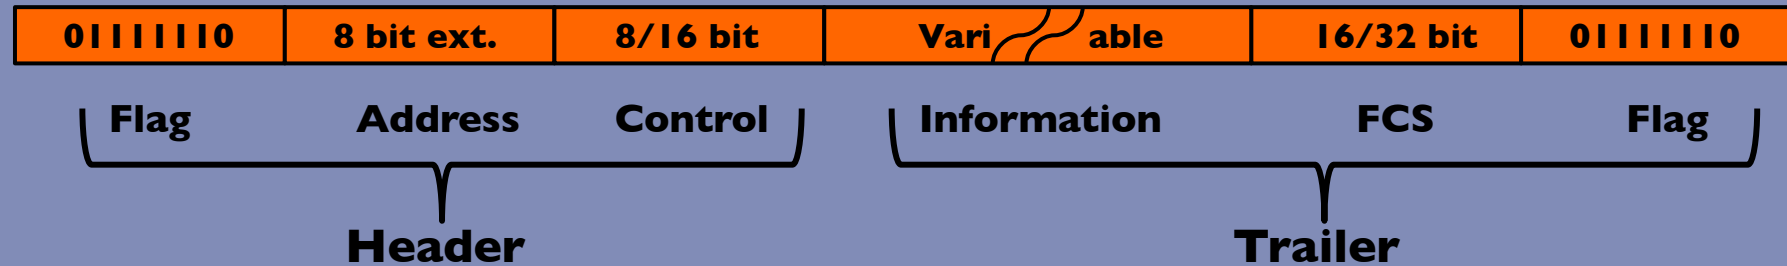 01111110 8 bit ext. 8/16 bit Vari able 16/32 bit 01111110
Flag Address Control Information FCS Flag
Header Trailer